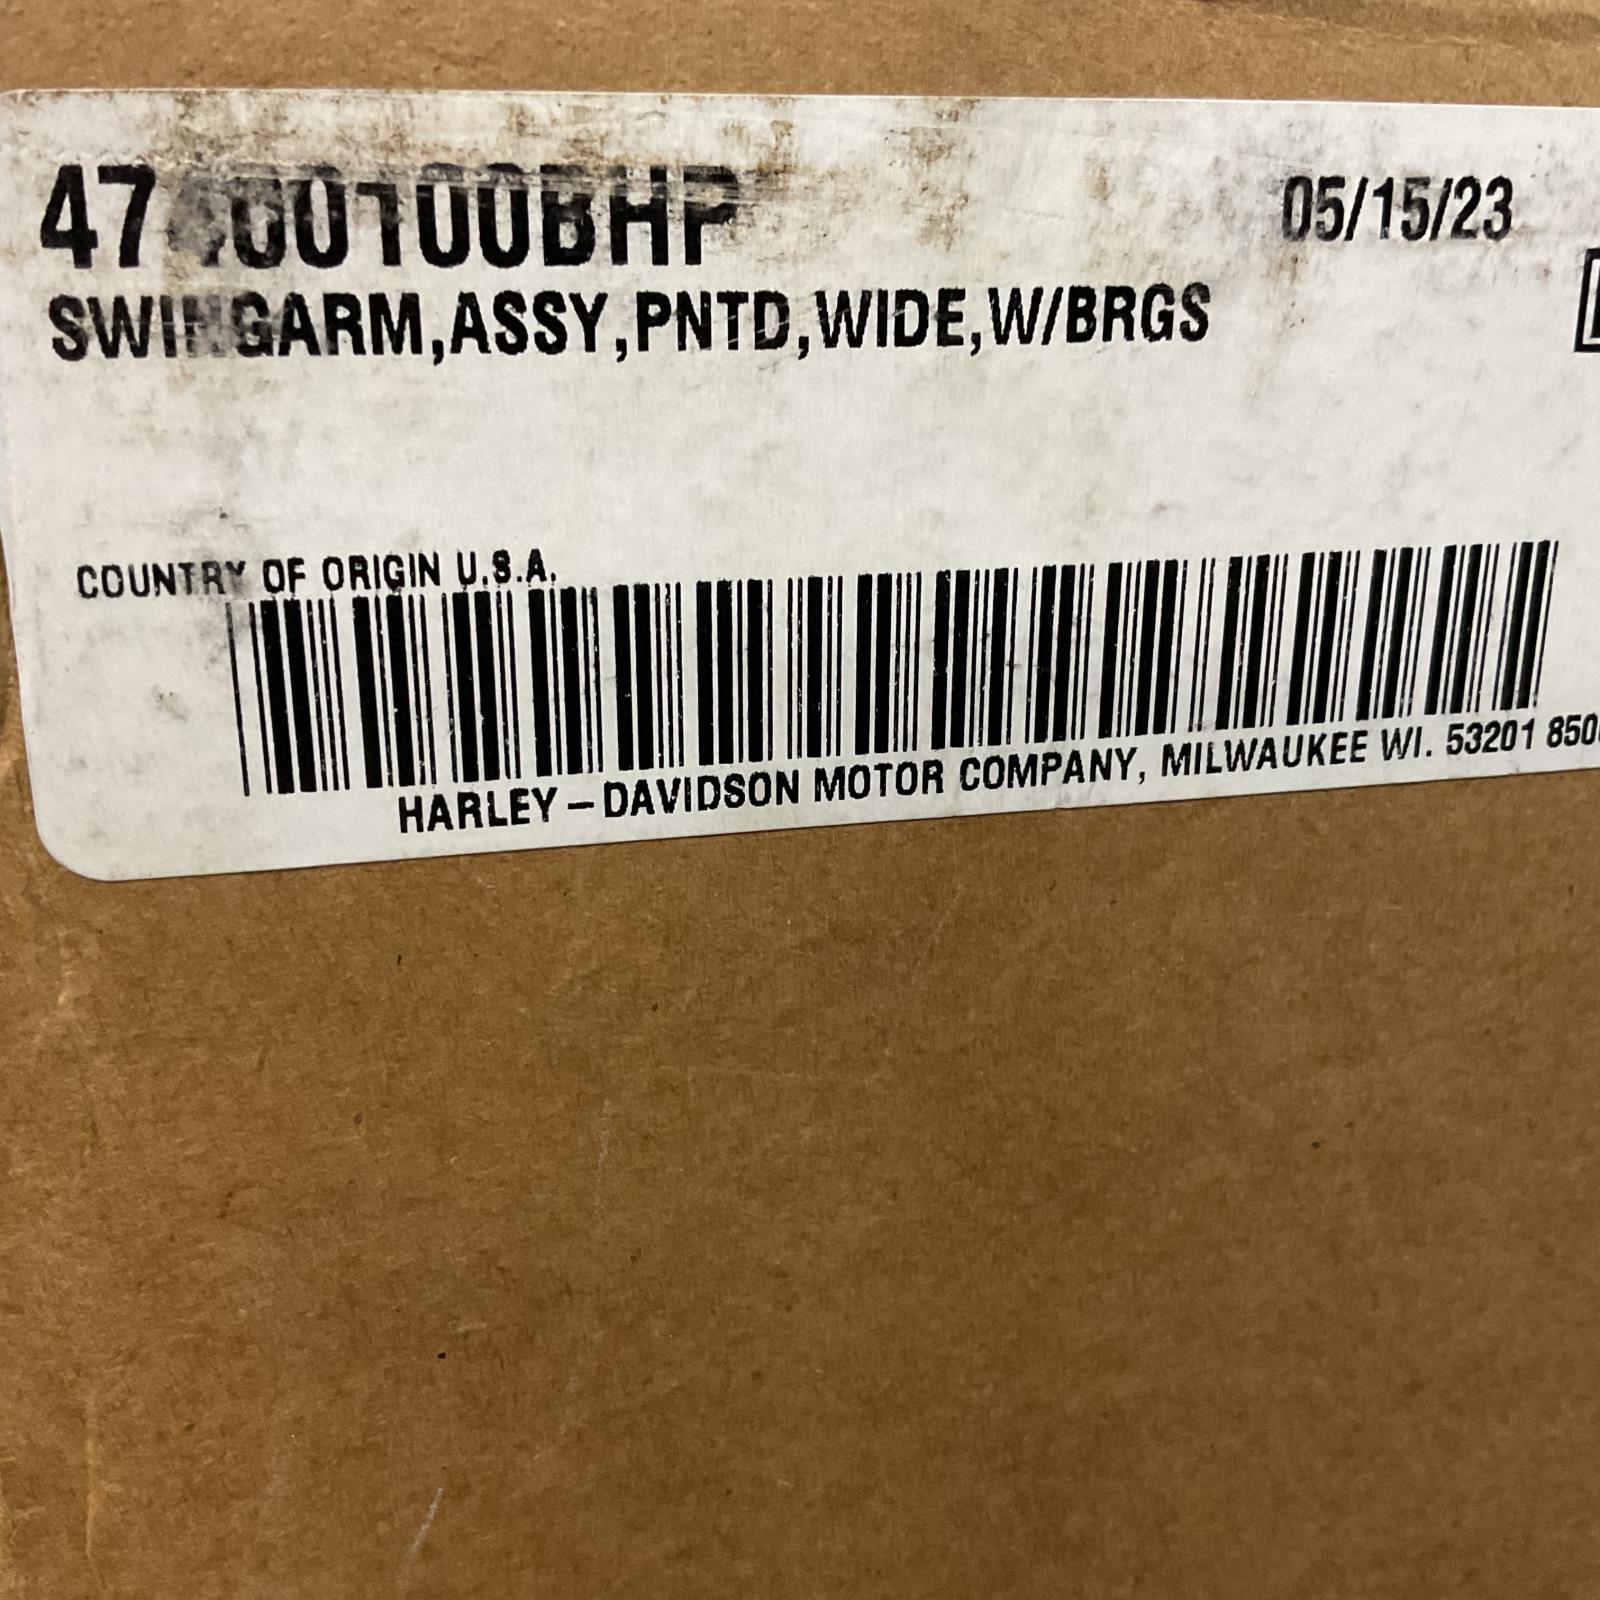 05/15/23
SWINGARM,ASSY,PNTD,WIDE,W/BRGS
COUNTRY OF ORIGIN U.S.A.
HARLEY–DAVIDSON MOTOR COMPANY, MILWAUKEE WI. 53201